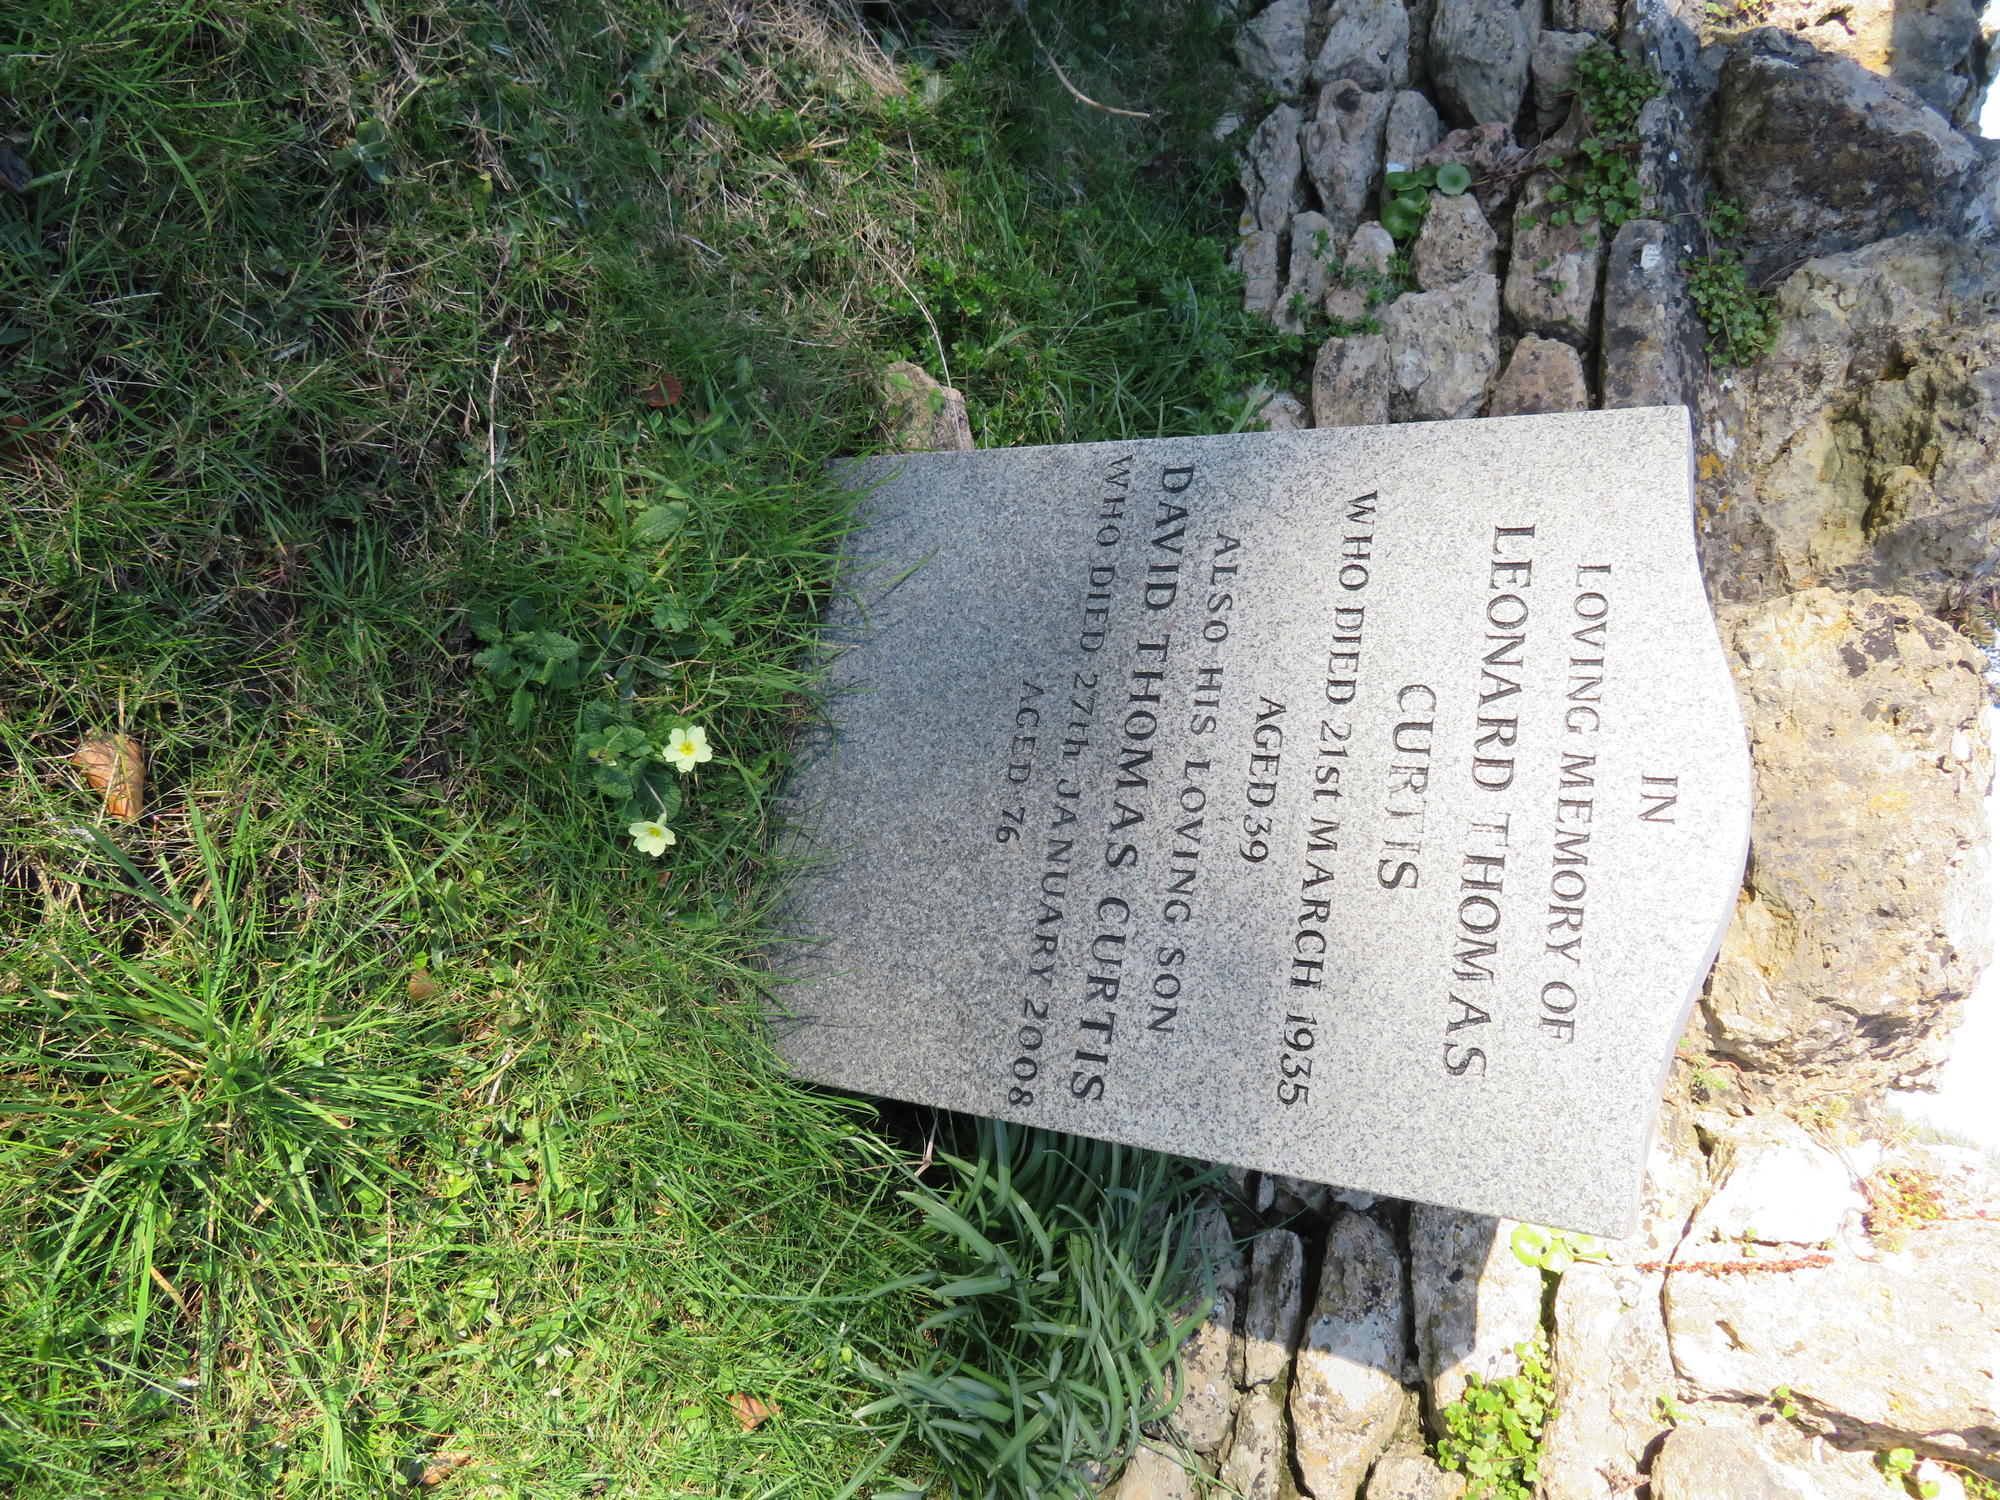 IN
LOVING MEMORY OF
LEONARD THOMAS
CURTIS
WHO DIED 21st MARCH 1935
AGED 39
ALSO HIS LOVING SON
DAVID THOMAS CURTIS
WHO DIED 27th JANUARY 2008
AGED 76